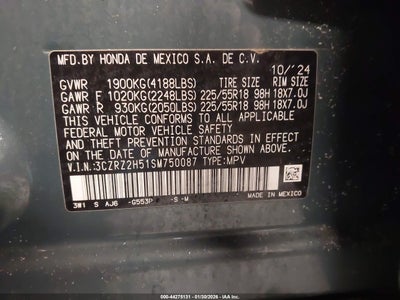 MFD.BY HONDA DE MEXICO S.A. DE C.V.
10/'24
GVWR 1900KG(4188LBS) TIRE SIZE RIM SIZE
GAWR F 1020KG(2248LBS) 225/55R18 98H 18X7.0J
GAWR R 930KG(2050LBS) 225/55R18 98H 18X7.0J
THIS VEHICLE CONFORMS TO ALL APPLICABLE
FEDERAL MOTOR VEHICLE SAFETY AND
THEFT PREVENTION STANDARDS IN EFFECT
ON THE DATE OF MANUFACTURE SHOWN
ABOVE.
V.I.N.:3CZRZ2H51SM750087 TYPE:MPV
3W1 S AJ6 -G553P -S -M
MADE IN MEXICO
000-44275131 - 01/30/2026 - IAA Inc.